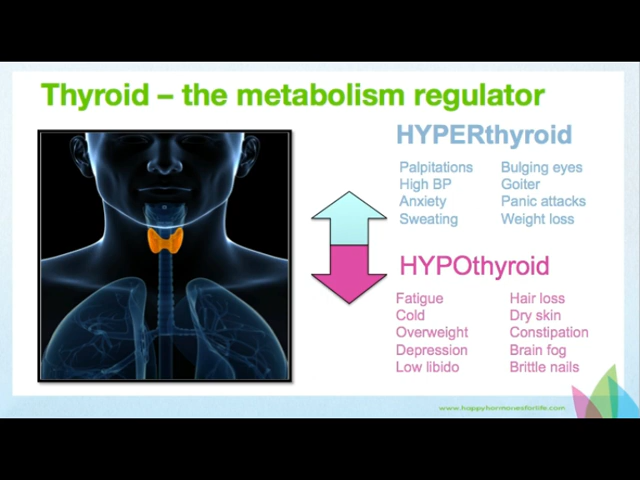 Thyroid – the metabolism regulator
HYPERthyroid
Palpitations Bulging eyes
High BP Goiter
Anxiety Panic attacks
Sweating Weight loss
HYPOthyroid
Fatigue Hair loss
Cold Dry skin
Overweight Constipation
Depression Brain fog
Low libido Brittle nails
www.happyhormonesforlife.com